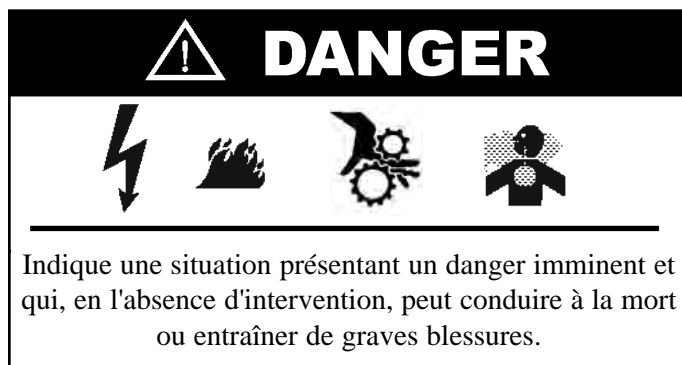 DANGER
Indique une situation présentant un danger imminent et
qui, en l'absence d'intervention, peut conduire à la mort
ou entraîner de graves blessures.